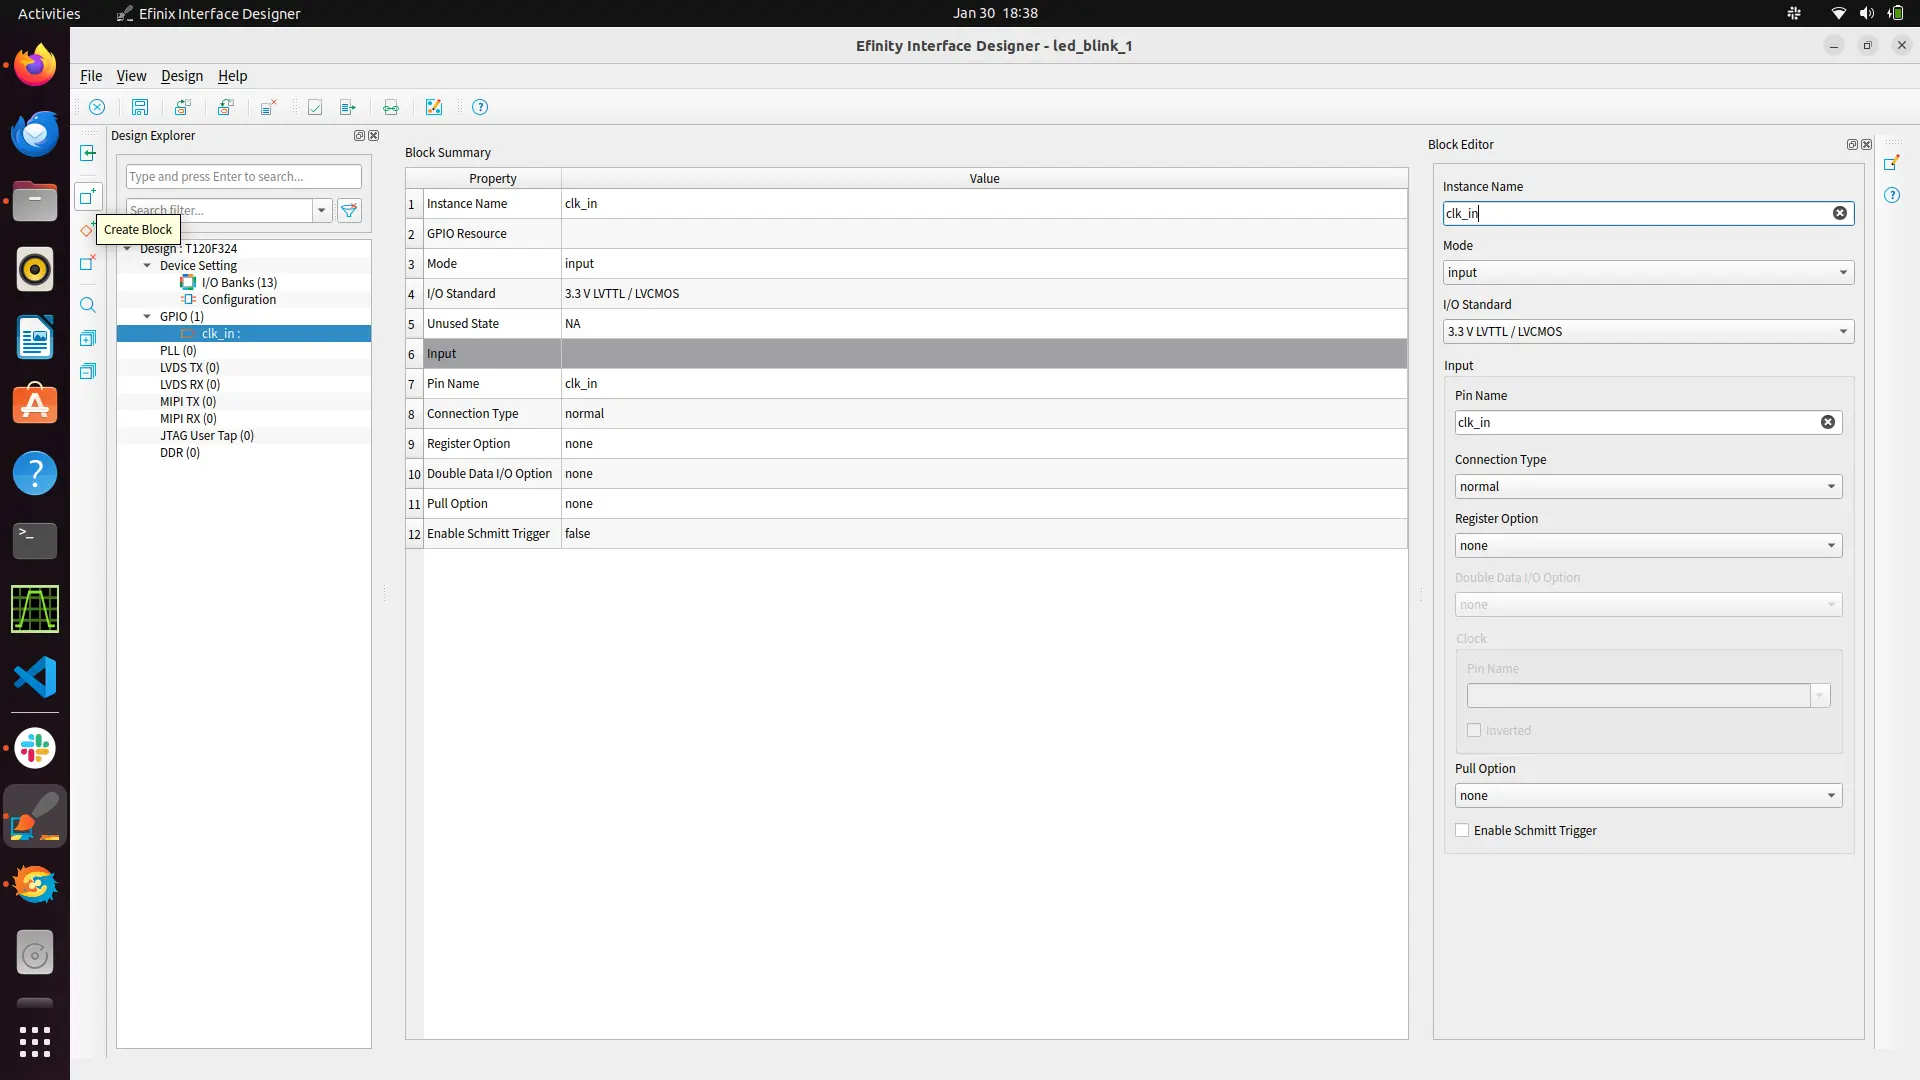 Activities
Efinix Interface Designer
Jan 30 18:38
Efinity Interface Designer - led_blink_1
File View Design Help
Design Explorer
Type and press Enter to search...
Search filter...
Create Block
Design : T120F324
Device Setting
I/O Banks (13)
Configuration
GPIO (1)
clk_in :
PLL (0)
LVDS TX (0)
LVDS RX (0)
MIPI TX (0)
MIPI RX (0)
JTAG User Tap (0)
DDR (0)
Block Summary
Property Value
1 Instance Name clk_in
2 GPIO Resource
3 Mode input
4 I/O Standard 3.3 V LVTTL / LVCMOS
5 Unused State NA
6 Input
7 Pin Name clk_in
8 Connection Type normal
9 Register Option none
10 Double Data I/O Option none
11 Pull Option none
12 Enable Schmitt Trigger false
Block Editor
Instance Name
clk_in
Mode
input
I/O Standard
3.3 V LVTTL / LVCMOS
Input
Pin Name
clk_in
Connection Type
normal
Register Option
none
Double Data I/O Option
none
Clock
Pin Name
Inverted
Pull Option
none
Enable Schmitt Trigger